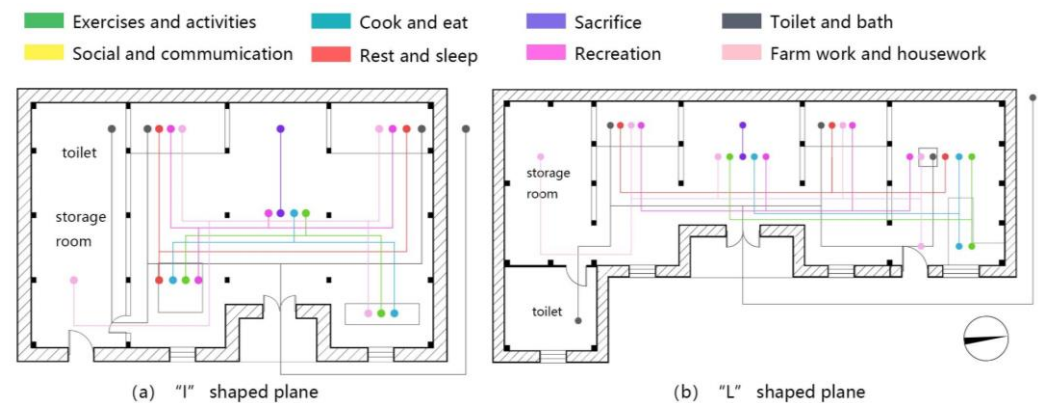 Exercises and activities
Cook and eat
Sacrifice
Toilet and bath
Social and commumication
Rest and sleep
Recreation
Farm work and housework
toilet
storage
room
storage
room
toilet
(a) "I" shaped plane
(b) "L" shaped plane